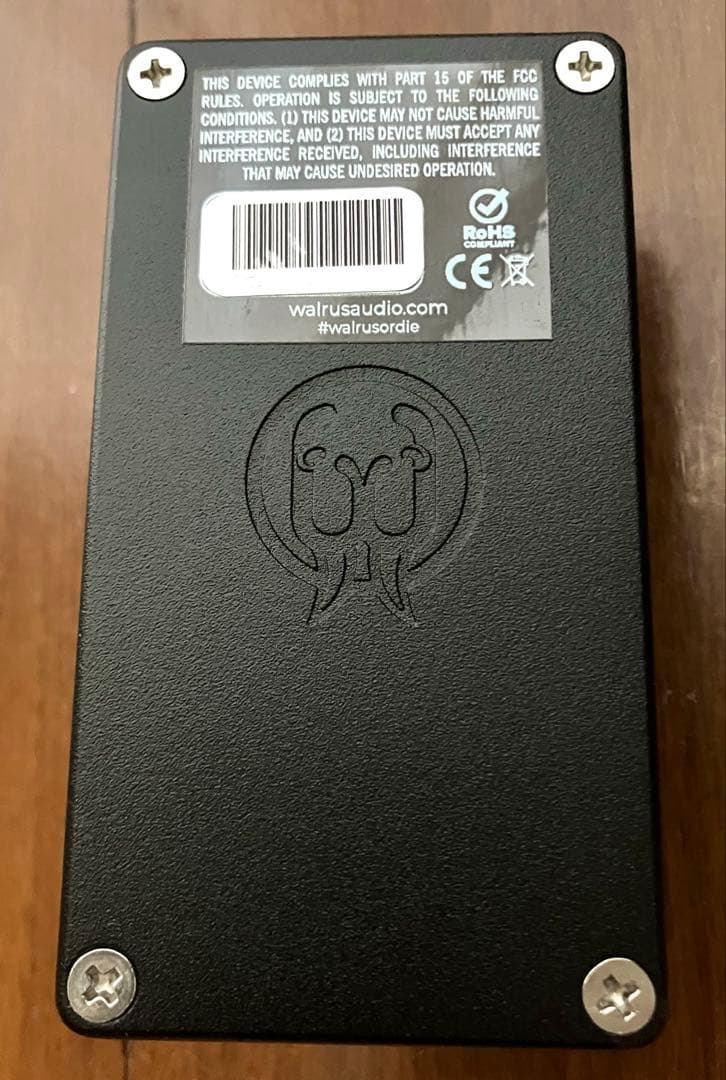 THIS DEVICE COMPLIES WITH PART 15 OF THE FCC
RULES. OPERATION IS SUBJECT TO THE FOLLOWING
CONDITIONS. (1) THIS DEVICE MAY NOT CAUSE HARMFUL
INTERFERENCE, AND (2) THIS DEVICE MUST ACCEPT ANY
INTERFERENCE RECEIVED, INCLUDING INTERFERENCE
THAT MAY CAUSE UNDESIRED OPERATION.
RoHS
COMPLIANT
CE
walrusaudio.com
#walrusordie